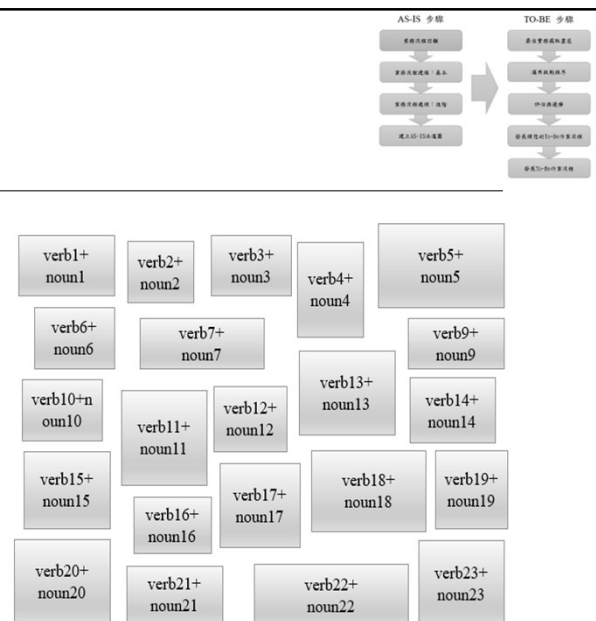 AS-IS 步驟
TO-BE 步驟
verb1+
noun1
verb2+
noun2
verb3+
noun3
verb4+
noun4
verb5+
noun5
verb6+
noun6
verb7+
noun7
verb9+
noun9
verb10+n
oun10
verb11+
noun11
verb12+
noun12
verb13+
noun13
verb14+
noun14
verb15+
noun15
verb16+
noun16
verb17+
noun17
verb18+
noun18
verb19+
noun19
verb20+
noun20
verb21+
noun21
verb22+
noun22
verb23+
noun23